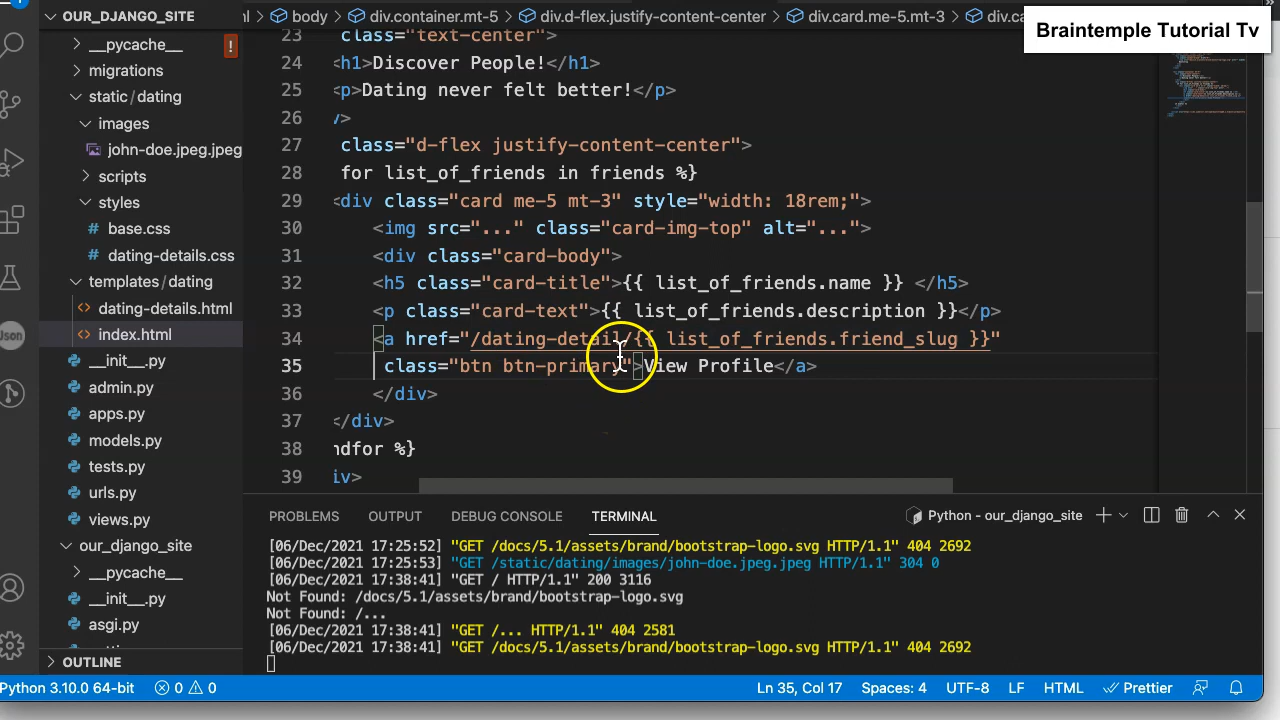 OUR_DJANGO_SITE
body
div.container.mt-5
div.d-flex.justify-content-center
div.card.me-5.mt-3
Braintemple Tutorial Tv
__pycache__
!
migrations
static/dating
images
john-doe.jpeg.jpeg
scripts
styles
base.css
dating-details.css
templates/dating
dating-details.html
index.html
__init__.py
admin.py
apps.py
models.py
tests.py
urls.py
views.py
our_django_site
__pycache__
__init__.py
asgi.py
OUTLINE
23 class="text-center">
24 <h1>Discover People!</h1>
25 <p>Dating never felt better!</p>
26 v>
27 class="d-flex justify-content-center">
28 for list_of_friends in friends %}
29 <div class="card me-5 mt-3" style="width: 18rem;">
30 <img src="..." class="card-img-top" alt="...">
31 <div class="card-body">
32 <h5 class="card-title">{{ list_of_friends.name }} </h5>
33 <p class="card-text">{{ list_of_friends.description }}</p>
34 <a href="/dating-detail/{{ list_of_friends.friend_slug }}"
35 class="btn btn-primary">View Profile</a>
36 </div>
37 </div>
38 ndfor %}
39 iv>
PROBLEMS OUTPUT DEBUG CONSOLE TERMINAL
Python - our_django_site
[06/Dec/2021 17:25:52] "GET /docs/5.1/assets/brand/bootstrap-logo.svg HTTP/1.1" 404 2692
[06/Dec/2021 17:25:53] "GET /static/dating/images/john-doe.jpeg.jpeg HTTP/1.1" 304 0
[06/Dec/2021 17:38:41] "GET / HTTP/1.1" 200 3116
Not Found: /docs/5.1/assets/brand/bootstrap-logo.svg
Not Found: /...
[06/Dec/2021 17:38:41] "GET /... HTTP/1.1" 404 2581
[06/Dec/2021 17:38:41] "GET /docs/5.1/assets/brand/bootstrap-logo.svg HTTP/1.1" 404 2692
Json
Python 3.10.0 64-bit 0 0 Ln 35, Col 17 Spaces: 4 UTF-8 LF HTML Prettier